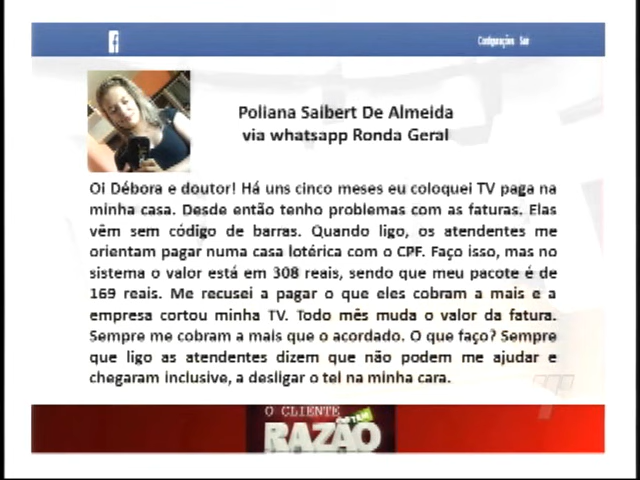 f
Configurações Sair
Poliana Saibert De Almeida
via whatsapp Ronda Geral
Oi Débora e doutor! Há uns cinco meses eu coloquei TV paga na
minha casa. Desde então tenho problemas com as faturas. Elas
vêm sem código de barras. Quando ligo, os atendentes me
orientam pagar numa casa lotérica com o CPF. Faço isso, mas no
sistema o valor está em 308 reais, sendo que meu pacote é de
169 reais. Me recusei a pagar o que eles cobram a mais e a
empresa cortou minha TV. Todo mês muda o valor da fatura.
Sempre me cobram a mais que o acordado. O que faço? Sempre
que ligo as atendentes dizem que não podem me ajudar e
chegaram inclusive, a desligar o tel na minha cara.
O CLIENTE
RAZÃO